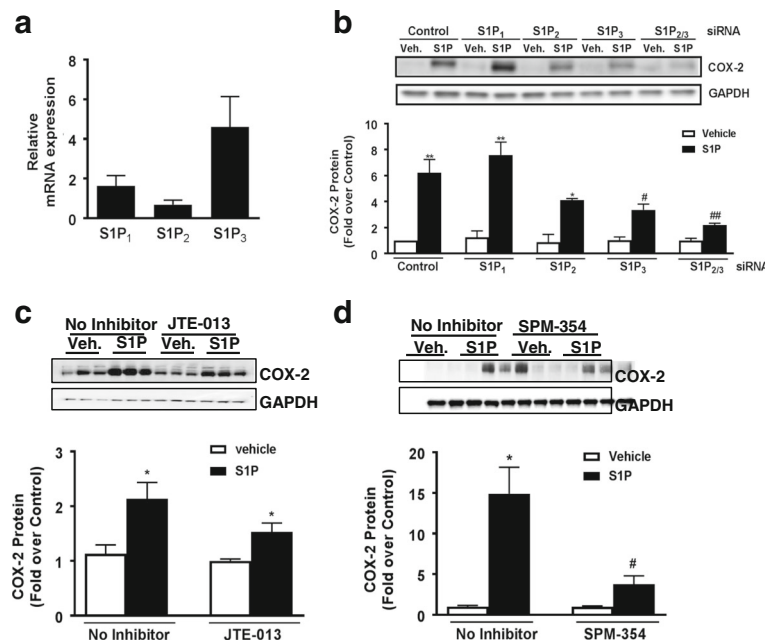 a
Relative
mRNA expression
8
6
4
2
0
S1P1
S1P2
S1P3
b
Control S1P1 S1P2 S1P3 S1P2/3 siRNA
Veh. S1P Veh. S1P Veh. S1P Veh. S1P Veh. S1P
COX-2
GAPDH
COX-2 Protein
(Fold over Control)
10
8
6
4
2
0
Vehicle
S1P
**
**
*
#
##
Control S1P1 S1P2 S1P3 S1P2/3 siRNA
c
No Inhibitor JTE-013
Veh. S1P Veh. S1P
COX-2
GAPDH
COX-2 Protein
(Fold over Control)
3
2
1
0
vehicle
S1P
*
*
No Inhibitor JTE-013
d
No Inhibitor SPM-354
Veh. S1P Veh. S1P
COX-2
GAPDH
COX-2 Protein
(Fold over Control)
20
15
10
5
0
Vehicle
S1P
*
#
No Inhibitor SPM-354